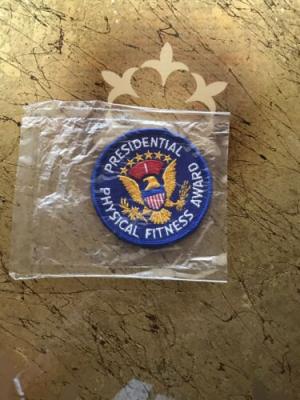 PRESIDENTIAL
PHYSICAL FITNESS AWARD